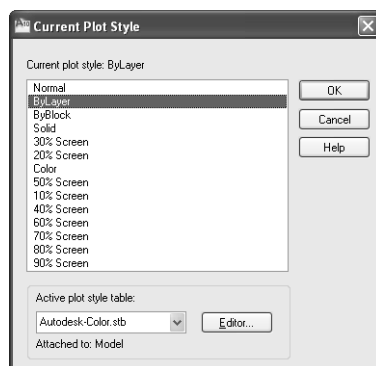 Current Plot Style
Current plot style: ByLayer
Normal
ByLayer
ByBlock
Solid
30% Screen
20% Screen
Color
50% Screen
10% Screen
40% Screen
60% Screen
70% Screen
80% Screen
90% Screen
OK
Cancel
Help
Active plot style table:
Autodesk-Color.stb
Editor...
Attached to: Model